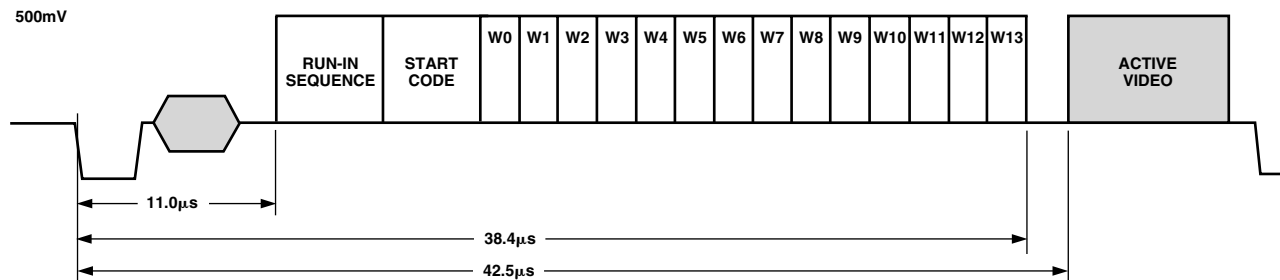 500mV
RUN-IN
SEQUENCE
START
CODE
W0 W1 W2 W3 W4 W5 W6 W7 W8 W9 W10 W11 W12 W13
ACTIVE
VIDEO
11.0µs
38.4µs
42.5µs